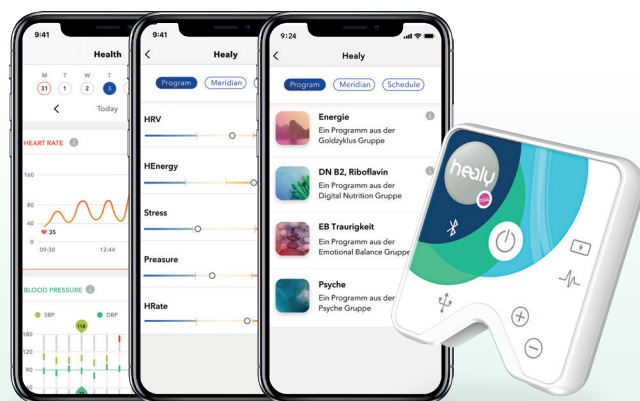 9:41
Health
M T W T
31 1 2 3
Today
HEART RATE
160
80
40
0
35
09:30 12:44
BLOOD PRESSURE
SBP DBP
180
118
120
90
60
9:41
Healy
Program Meridian
HRV
HEnergy
Stress
Preasure
HRate
9:24
Healy
Program Meridian Schedule
Energie
Ein Programm aus der
Goldzyklus Gruppe
DN B2, Riboflavin
Ein Programm aus der
Digital Nutrition Gruppe
EB Traurigkeit
Ein Programm aus der
Emotional Balance Gruppe
Psyche
Ein Programm aus der
Bioenergetic
healy